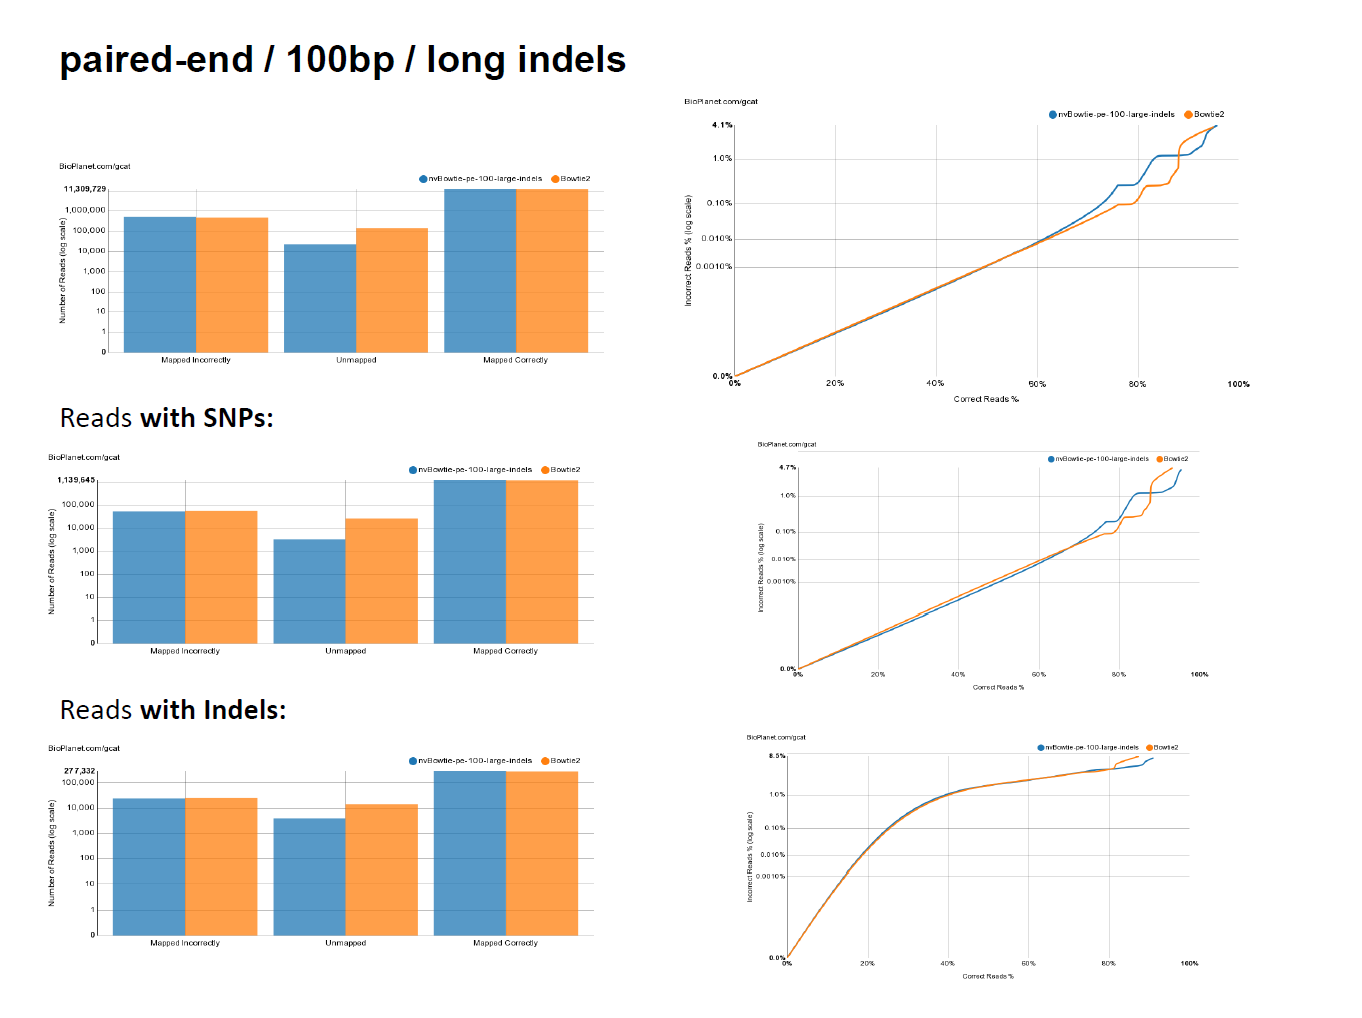 paired-end / 100bp / long indels
BioPlanet.com/gcat
nvBowtie-pe-100-large-indels Bowtie2
11,309,729
1,000,000
100,000
10,000
1,000
100
10
1
0
Number of Reads (log scale)
Mapped Incorrectly Unmapped Mapped Correctly
BioPlanet.com/gcat
nvBowtie-pe-100-large-indels Bowtie2
4.1%
1.0%
0.10%
0.010%
0.0010%
0.0%
Incorrect Reads % (log scale)
0% 20% 40% 60% 80% 100%
Correct Reads %
Reads with SNPs:
BioPlanet.com/gcat
nvBowtie-pe-100-large-indels Bowtie2
1,139,645
100,000
10,000
1,000
100
10
1
0
Number of Reads (log scale)
Mapped Incorrectly Unmapped Mapped Correctly
BioPlanet.com/gcat
nvBowtie-pe-100-large-indels Bowtie2
4.7%
1.0%
0.10%
0.010%
0.0010%
0.0%
Incorrect Reads % (log scale)
0% 20% 40% 60% 80% 100%
Correct Reads %
Reads with Indels:
BioPlanet.com/gcat
nvBowtie-pe-100-large-indels Bowtie2
277,332
100,000
10,000
1,000
100
10
1
0
Number of Reads (log scale)
Mapped Incorrectly Unmapped Mapped Correctly
BioPlanet.com/gcat
nvBowtie-pe-100-large-indels Bowtie2
8.5%
1.0%
0.10%
0.010%
0.0010%
0.0%
Incorrect Reads % (log scale)
0% 20% 40% 60% 80% 100%
Correct Reads %